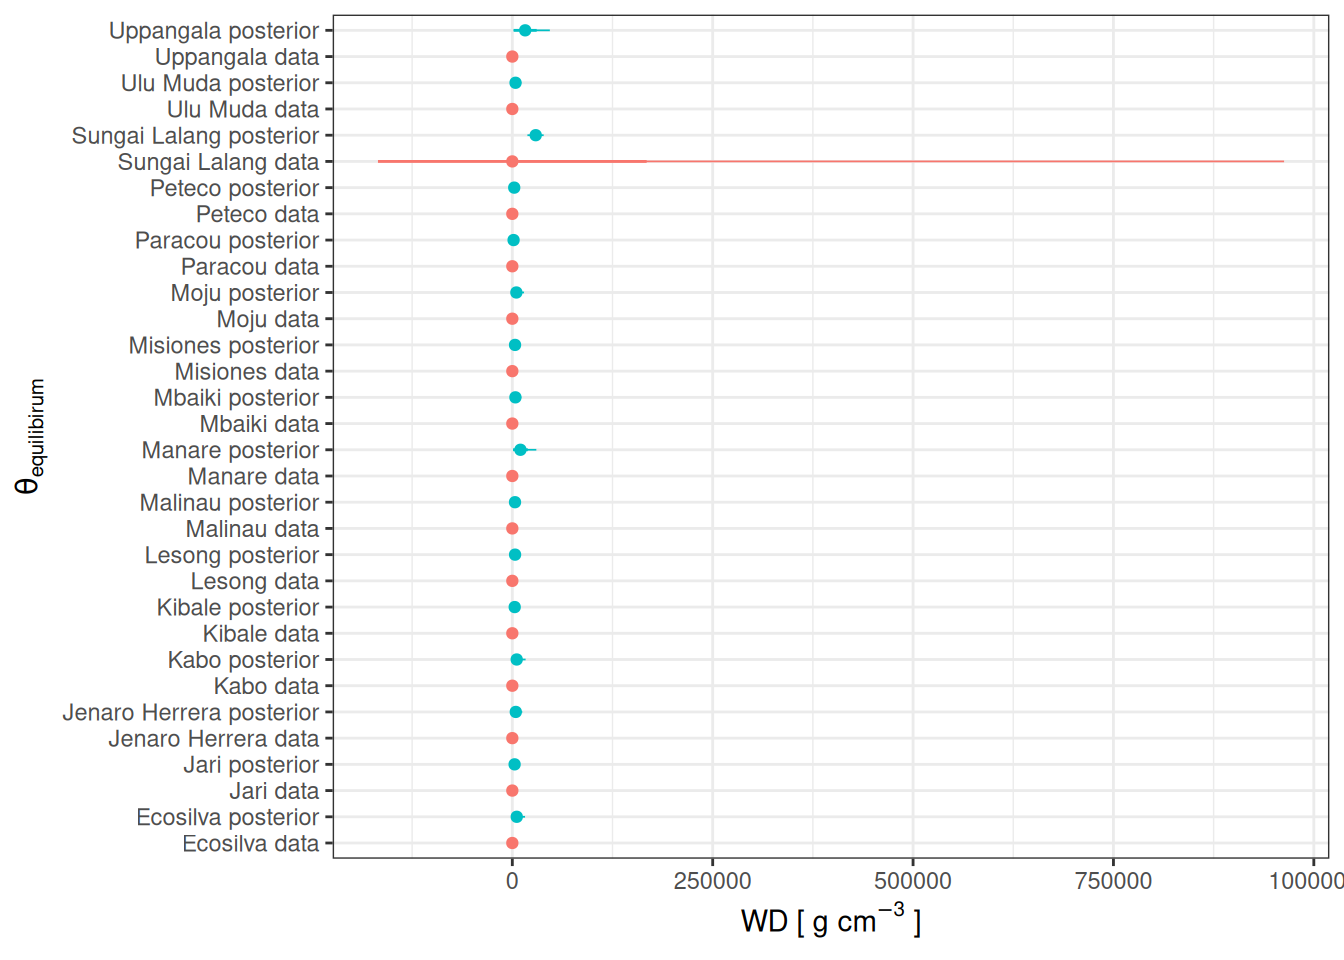 Uppangala posterior
Uppangala data
Ulu Muda posterior
Ulu Muda data
Sungai Lalang posterior
Sungai Lalang data
Peteco posterior
Peteco data
Paracou posterior
Paracou data
Moju posterior
Moju data
Misiones posterior
Misiones data
Mbaiki posterior
Mbaiki data
Manare posterior
Manare data
Malinau posterior
Malinau data
Lesong posterior
Lesong data
Kibale posterior
Kibale data
Kabo posterior
Kabo data
Jenaro Herrera posterior
Jenaro Herrera data
Jari posterior
Jari data
Ecosilva posterior
Ecosilva data
θequilibirum
0 250000 500000 750000 100000
WD [ g cm−3 ]